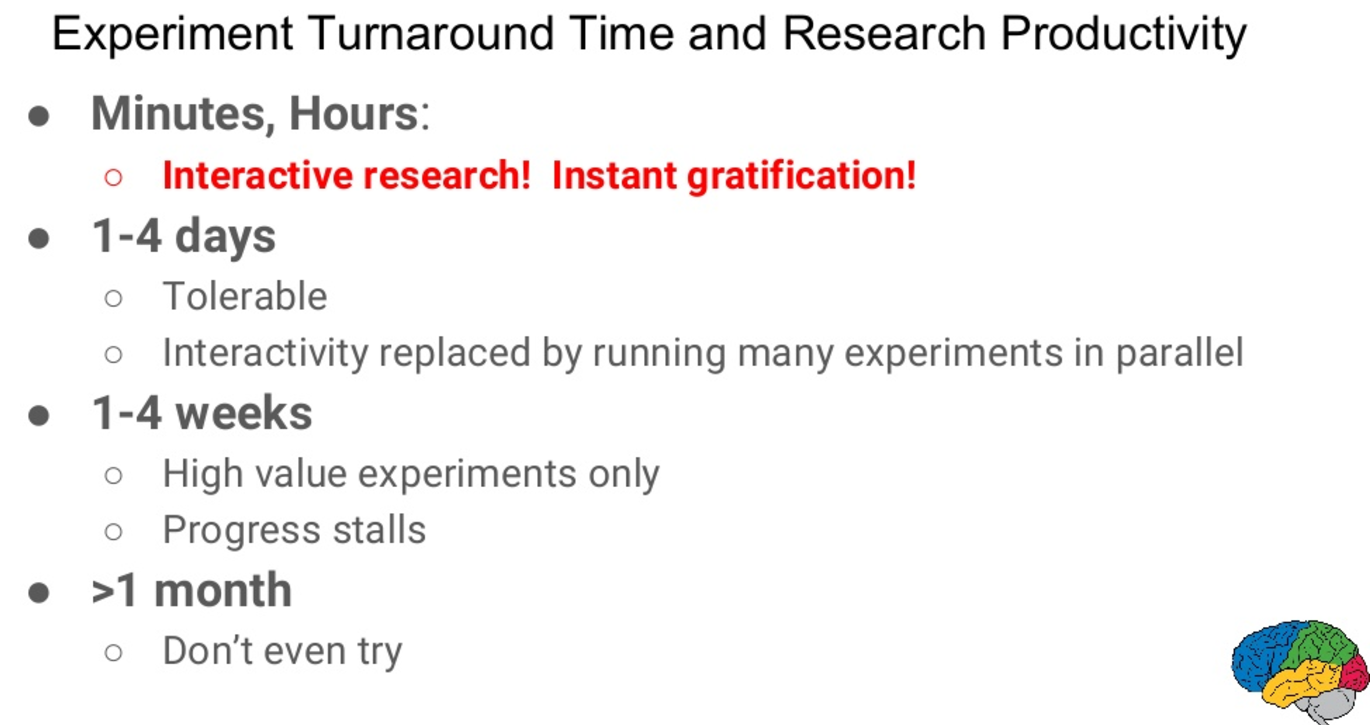 Experiment Turnaround Time and Research Productivity
● Minutes, Hours:
○ Interactive research!  Instant gratification!
● 1-4 days
○ Tolerable
○ Interactivity replaced by running many experiments in parallel
● 1-4 weeks
○ High value experiments only
○ Progress stalls
● >1 month
○ Don’t even try